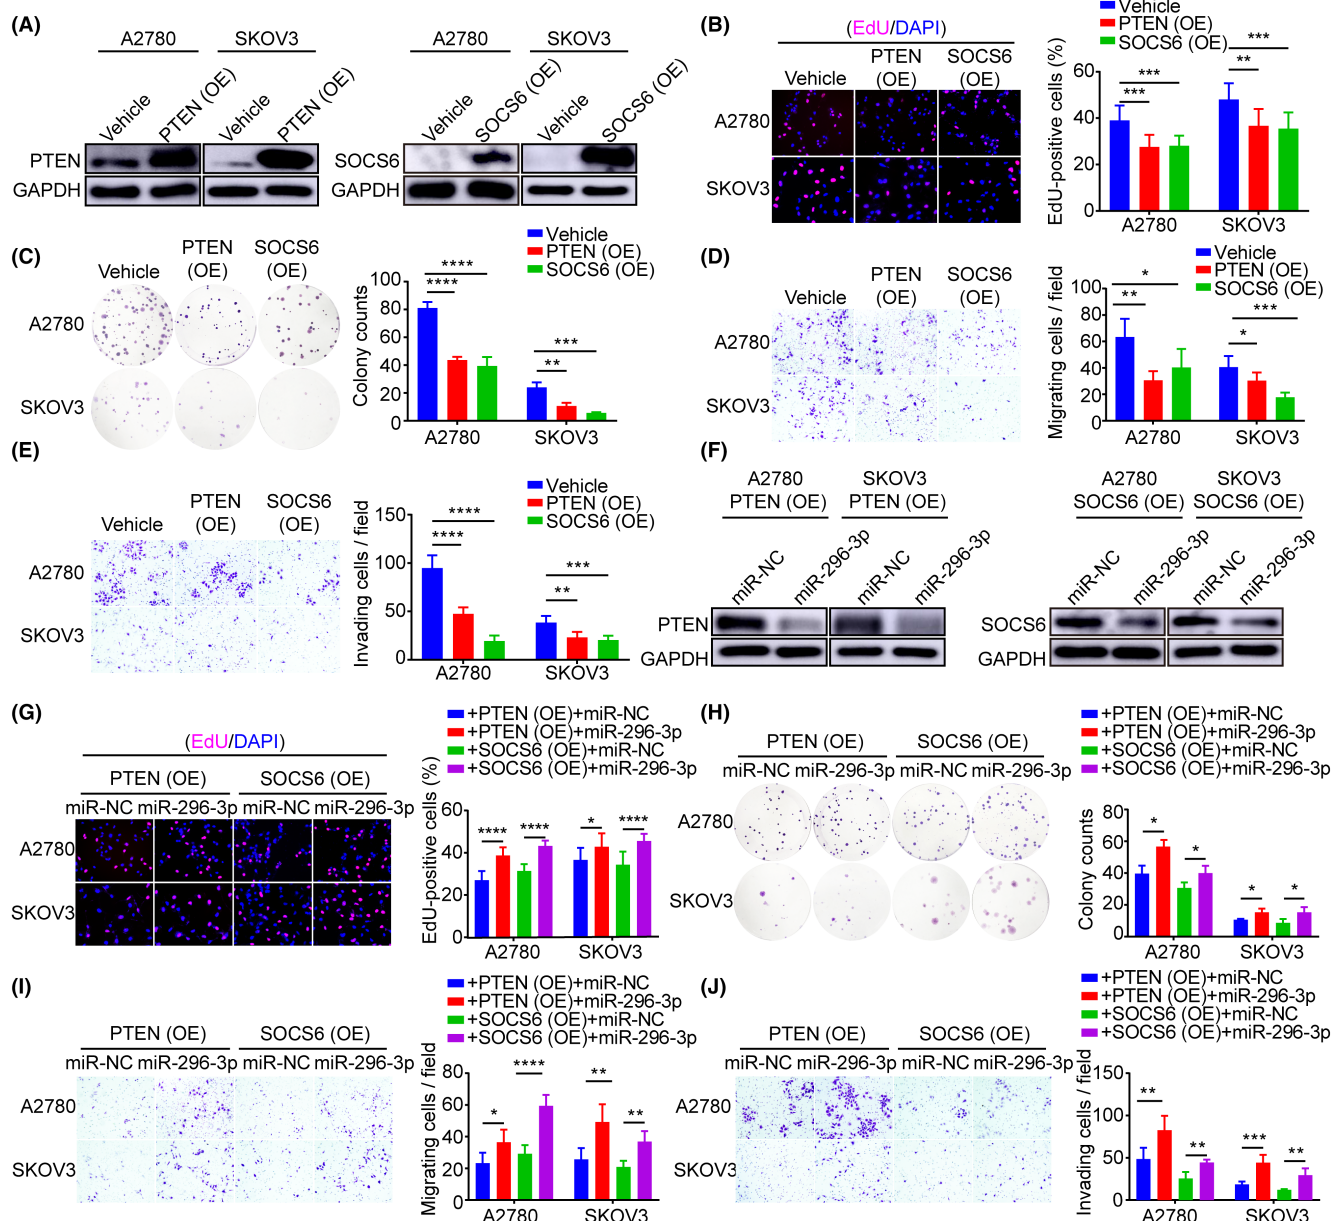 (A)
A2780 SKOV3
Vehicle PTEN (OE) Vehicle PTEN (OE)
PTEN
GAPDH
A2780 SKOV3
Vehicle SOCS6 (OE) Vehicle SOCS6 (OE)
SOCS6
GAPDH
(B)
(EdU/DAPI)
Vehicle PTEN (OE) SOCS6 (OE)
A2780
SKOV3
Vehicle
PTEN (OE)
SOCS6 (OE)
EdU-positive cells (%)
60
40
20
0
*** *** ** ***
A2780 SKOV3
(C)
Vehicle PTEN (OE) SOCS6 (OE)
A2780
SKOV3
Vehicle
PTEN (OE)
SOCS6 (OE)
Colony counts
100
80
60
40
20
0
**** **** ** ***
A2780 SKOV3
(D)
Vehicle PTEN (OE) SOCS6 (OE)
A2780
SKOV3
Vehicle
PTEN (OE)
SOCS6 (OE)
Migrating cells / field
100
80
60
40
20
0
** * * ***
A2780 SKOV3
(E)
Vehicle PTEN (OE) SOCS6 (OE)
A2780
SKOV3
Vehicle
PTEN (OE)
SOCS6 (OE)
Invading cells / field
150
100
50
0
**** **** ** ***
A2780 SKOV3
(F)
A2780 SKOV3
PTEN (OE) PTEN (OE)
miR-NC miR-296-3p miR-NC miR-296-3p
PTEN
GAPDH
A2780 SKOV3
SOCS6 (OE) SOCS6 (OE)
miR-NC miR-296-3p miR-NC miR-296-3p
SOCS6
GAPDH
(G)
(EdU/DAPI)
PTEN (OE) SOCS6 (OE)
miR-NC miR-296-3p miR-NC miR-296-3p
A2780
SKOV3
+PTEN (OE)+miR-NC
+PTEN (OE)+miR-296-3p
+SOCS6 (OE)+miR-NC
+SOCS6 (OE)+miR-296-3p
EdU-positive cells (%)
60
40
20
0
**** **** * ****
A2780 SKOV3
(H)
PTEN (OE) SOCS6 (OE)
miR-NC miR-296-3p miR-NC miR-296-3p
A2780
SKOV3
+PTEN (OE)+miR-NC
+PTEN (OE)+miR-296-3p
+SOCS6 (OE)+miR-NC
+SOCS6 (OE)+miR-296-3p
Colony counts
80
60
40
20
0
* * * *
A2780 SKOV3
(I)
PTEN (OE) SOCS6 (OE)
miR-NC miR-296-3p miR-NC miR-296-3p
A2780
SKOV3
+PTEN (OE)+miR-NC
+PTEN (OE)+miR-296-3p
+SOCS6 (OE)+miR-NC
+SOCS6 (OE)+miR-296-3p
Migrating cells / field
80
60
40
20
0
* **** ** **
A2780 SKOV3
(J)
PTEN (OE) SOCS6 (OE)
miR-NC miR-296-3p miR-NC miR-296-3p
A2780
SKOV3
+PTEN (OE)+miR-NC
+PTEN (OE)+miR-296-3p
+SOCS6 (OE)+miR-NC
+SOCS6 (OE)+miR-296-3p
Invading cells / field
150
100
50
0
** ** *** **
A2780 SKOV3